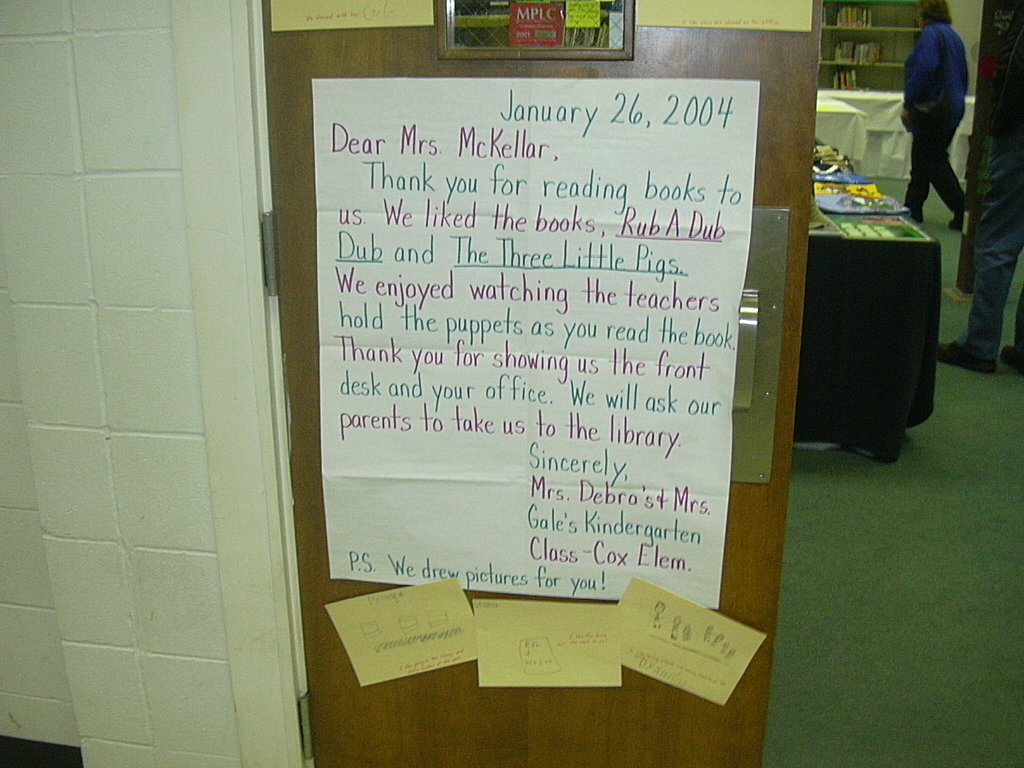 MPLC
2001
January 26, 2004
Dear Mrs. McKellar,
Thank you for reading books to
us. We liked the books, Rub A Dub
Dub and The Three Little Pigs.
We enjoyed watching the teachers
hold the puppets as you read the book.
Thank you for showing us the front
desk and your office. We will ask our
parents to take us to the library.
Sincerely,
Mrs. Debra's & Mrs.
Gale's Kindergarten
Class-Cox Elem.
P.S. We drew pictures for you!